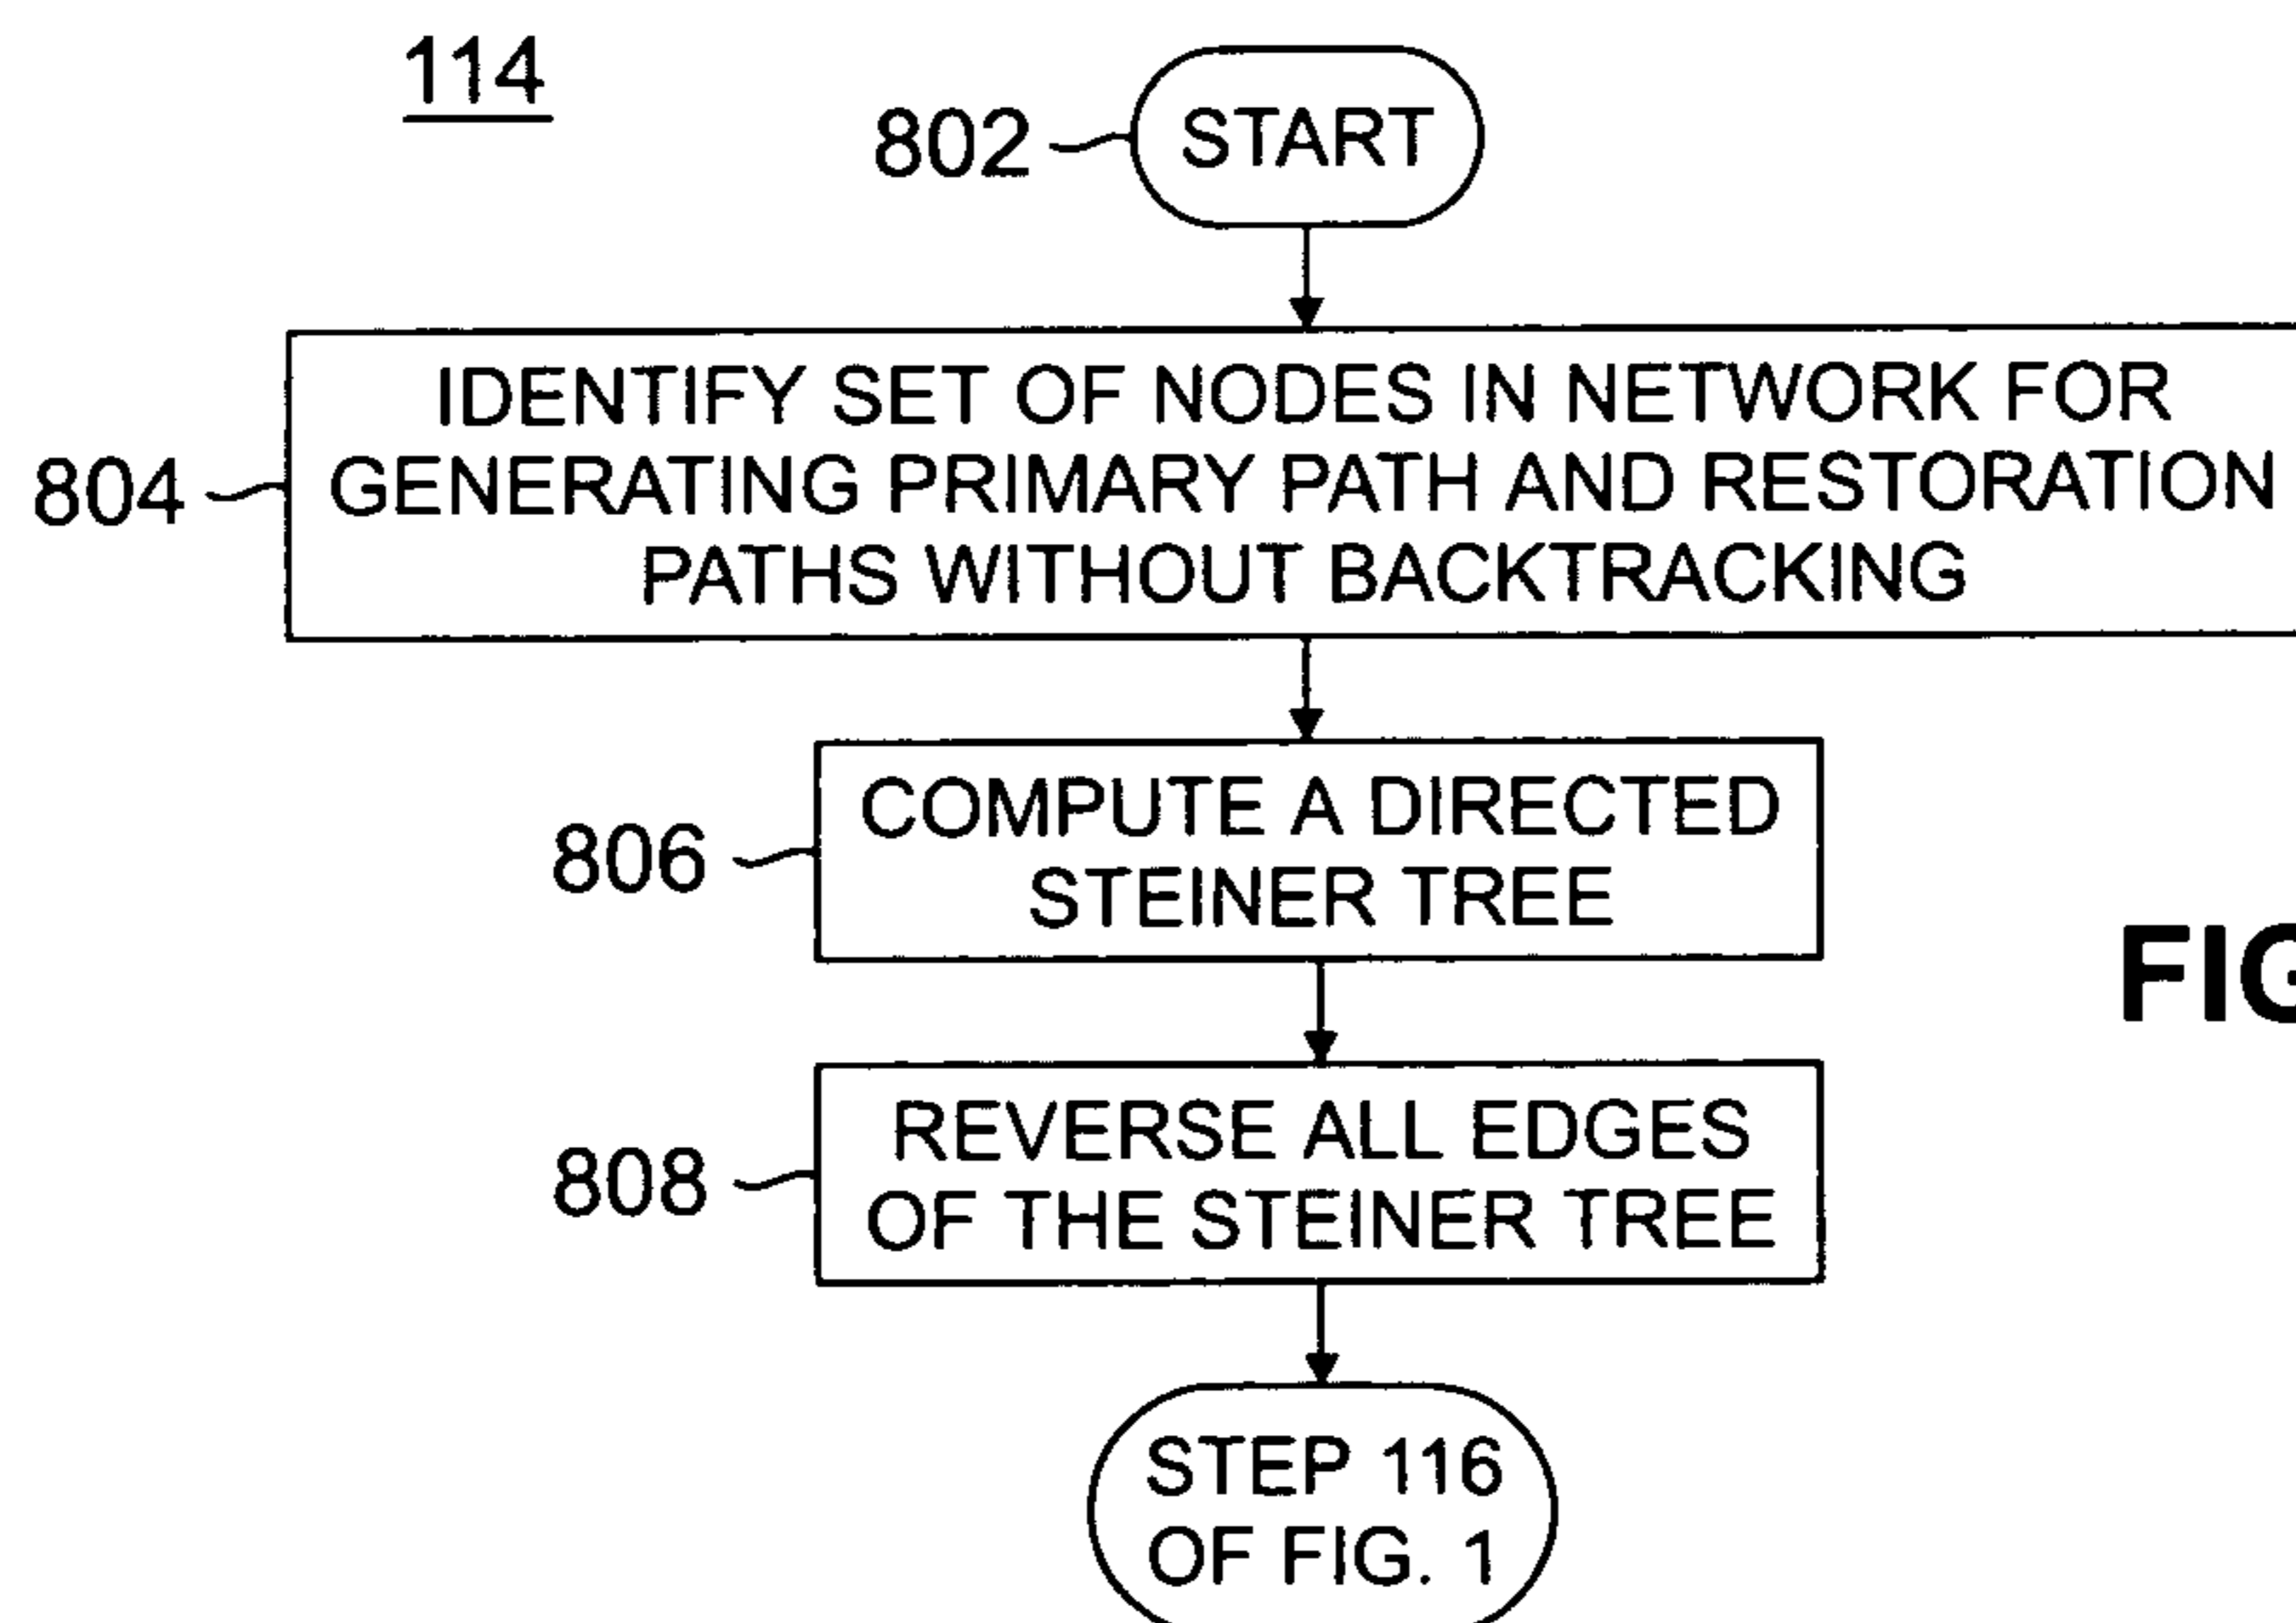 114
802
START
804
IDENTIFY SET OF NODES IN NETWORK FOR
GENERATING PRIMARY PATH AND RESTORATION
PATHS WITHOUT BACKTRACKING
806
COMPUTE A DIRECTED
STEINER TREE
808
REVERSE ALL EDGES
OF THE STEINER TREE
STEP 116
OF FIG. 1